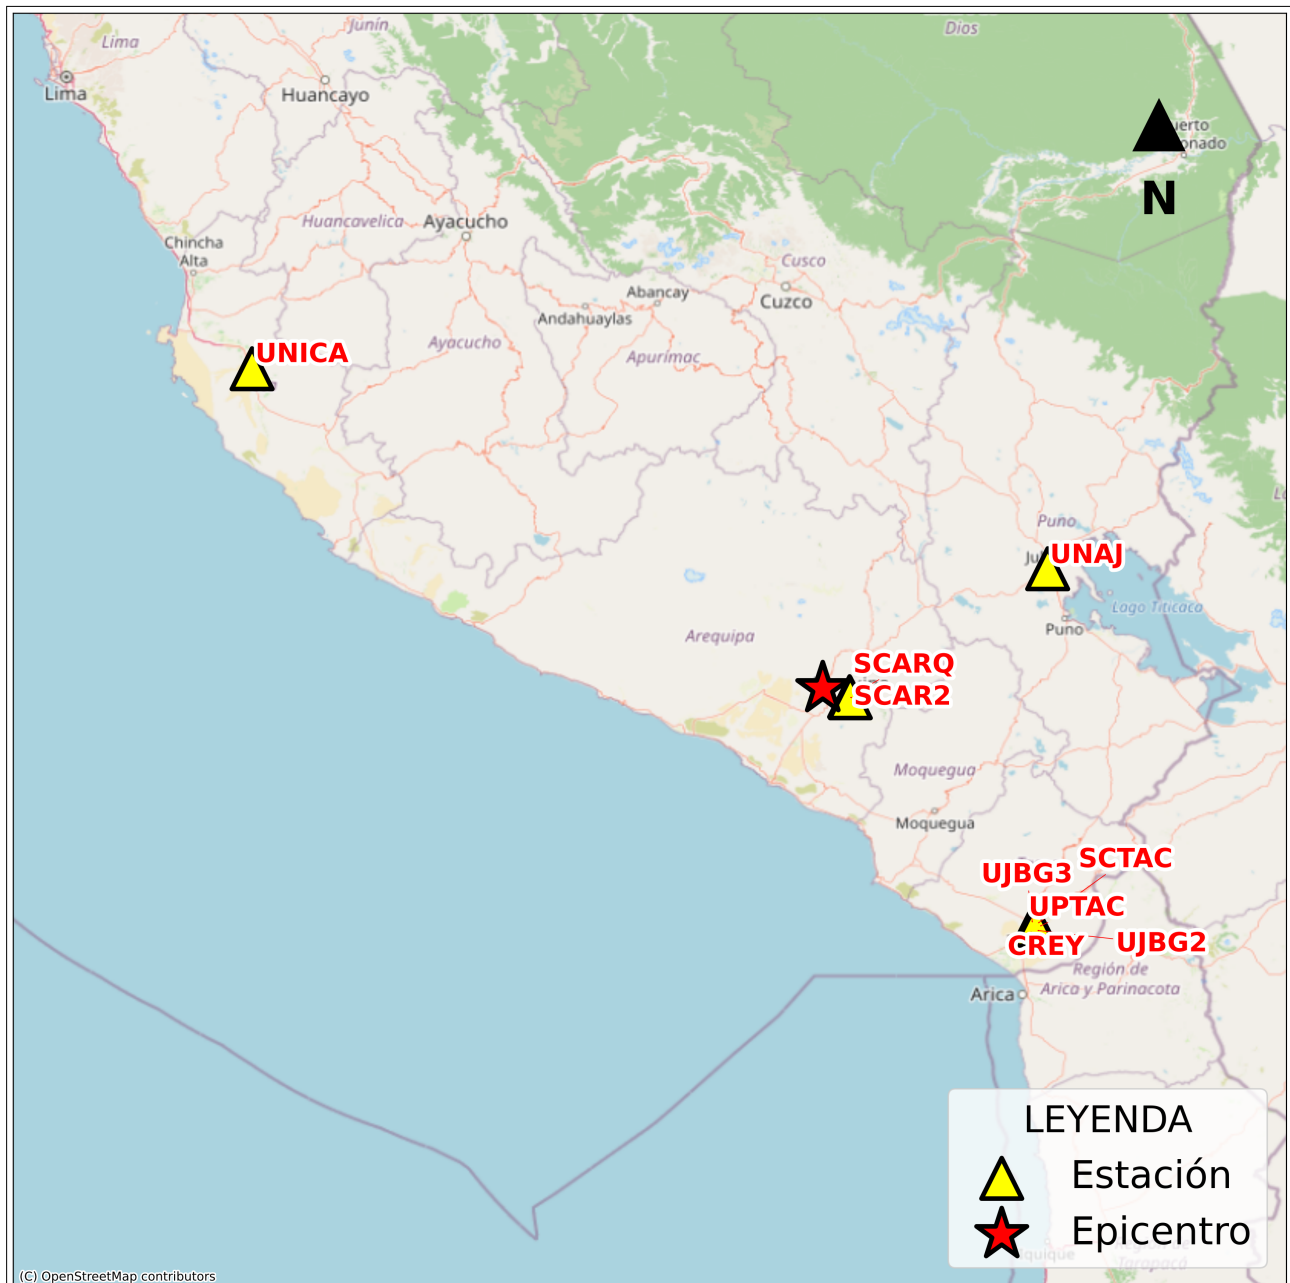 Junín
Dios
Lima
Lima
Huancayo
N
Huancavelica
Ayacucho
Chincha
Alta
Cusco
Abancay
Cuzco
Andahuaylas
Ayacucho
Apurímac
UNICA
Puno
UNAJ
Lago Titicaca
Puno
Arequipa
SCARQ
SCAR2
Moquegua
Moquegua
SCTAC
UJBG3
UPTAC
CREY
UJBG2
Región de
Arica y Parinacota
Arica
LEYENDA
Estación
Epicentro
(C) OpenStreetMap contributors